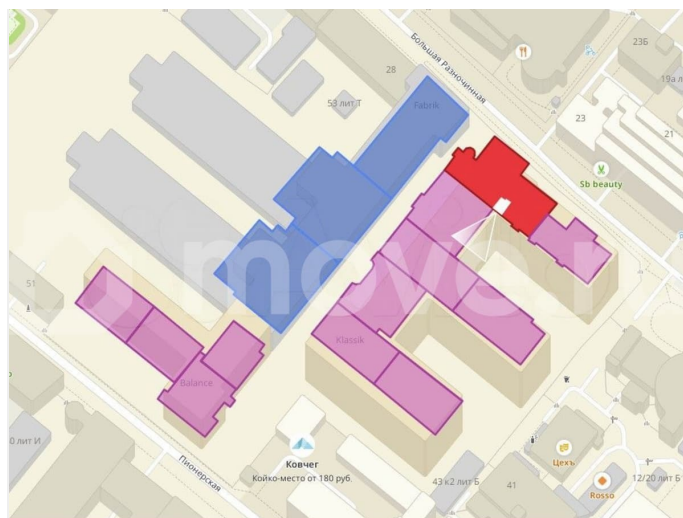 Большая Разночинная
23Б
19а л
28
Fabrik
53 лит Т
23
21
Sb beauty
move.r
51
Klassik
Balance
0 лит И
Пионерская
Ковчег
Койко-место от 180 руб.
43 к2 лит Б
41
Цехъ
Rosso
12/20 лит Б